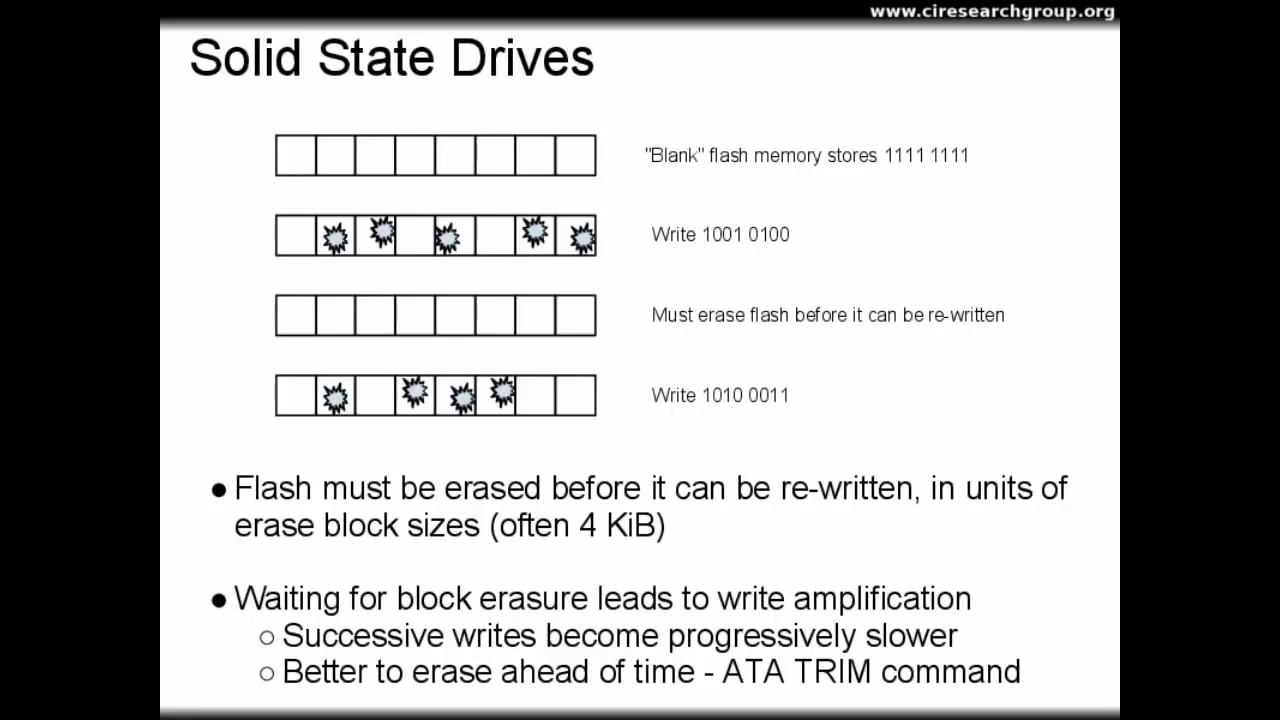 www.ciresearchgroup.org
Solid State Drives
"Blank" flash memory stores 1111 1111
Write 1001 0100
Must erase flash before it can be re-written
Write 1010 0011
● Flash must be erased before it can be re-written, in units of
erase block sizes (often 4 KiB)
● Waiting for block erasure leads to write amplification
○ Successive writes become progressively slower
○ Better to erase ahead of time - ATA TRIM command